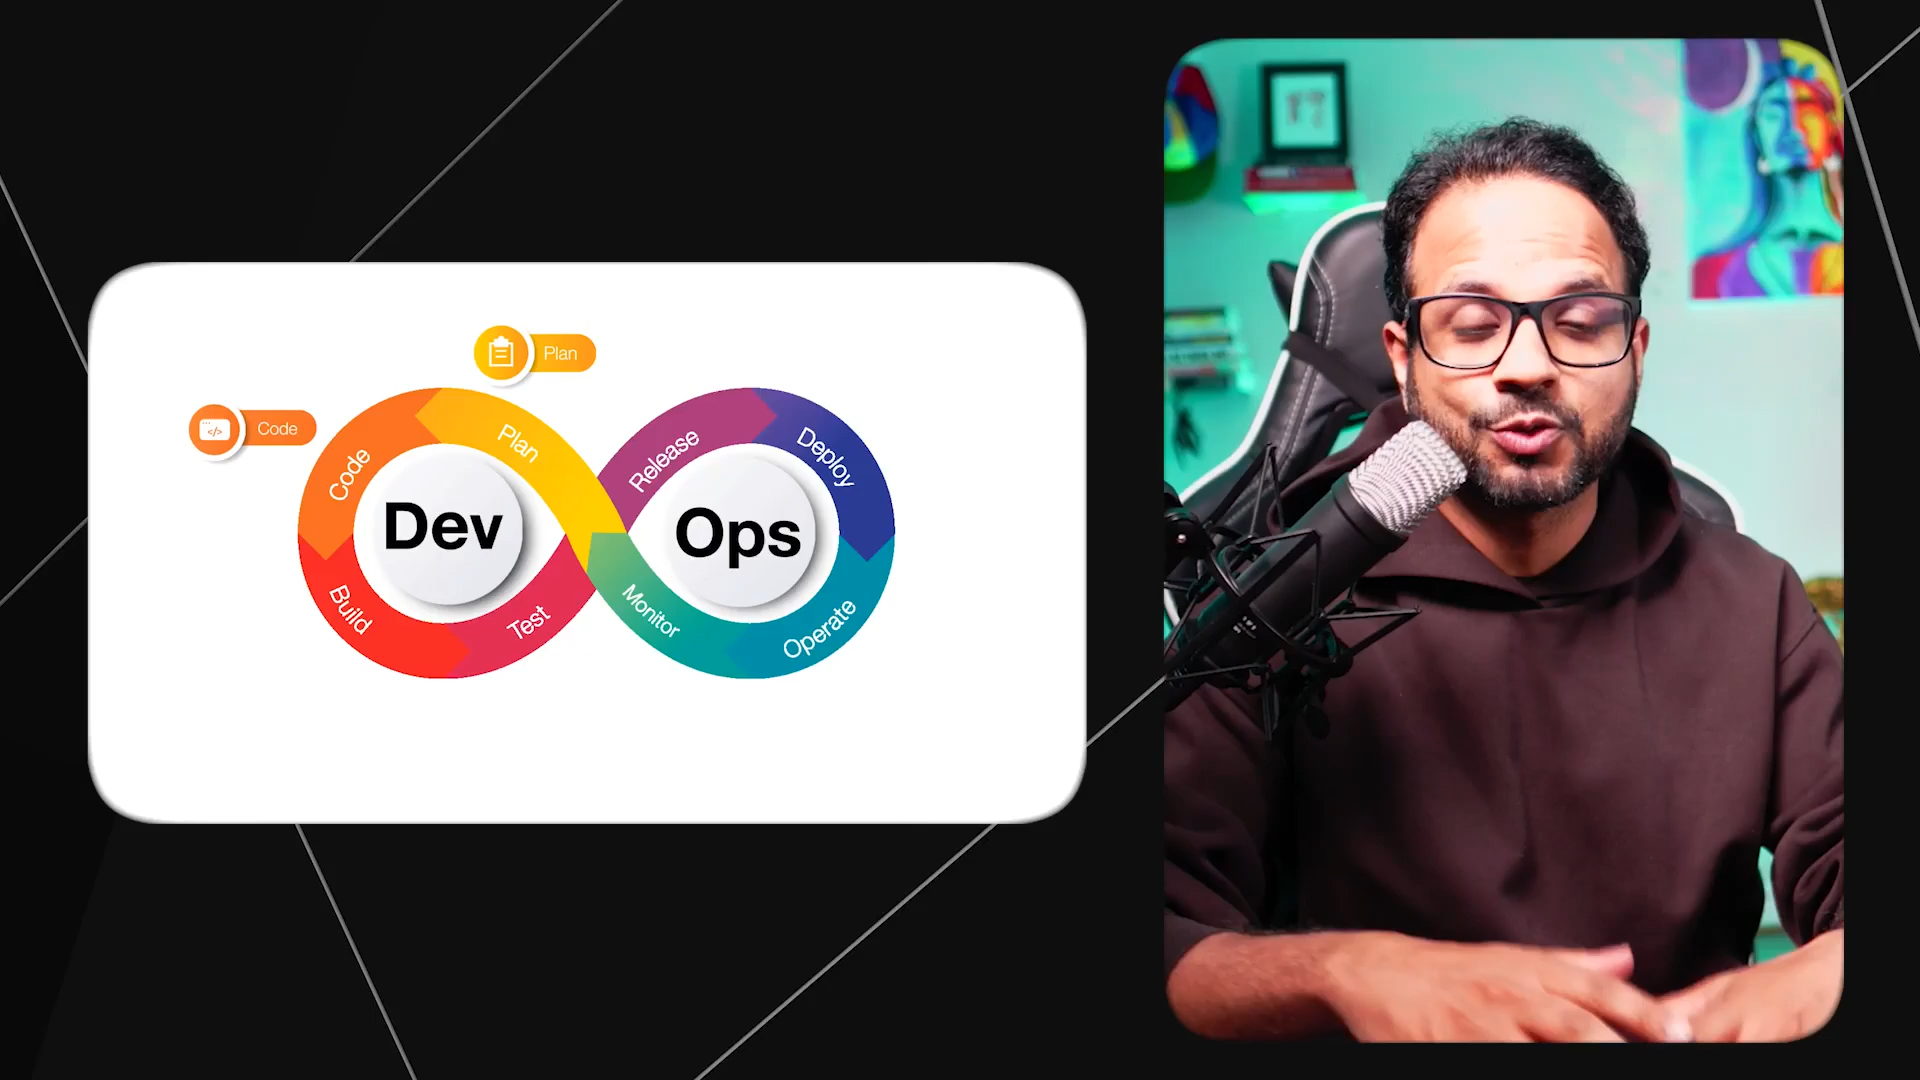 Plan
Code
Code
Plan
Release
Deploy
Dev
Ops
Build
Test
Monitor
Operate